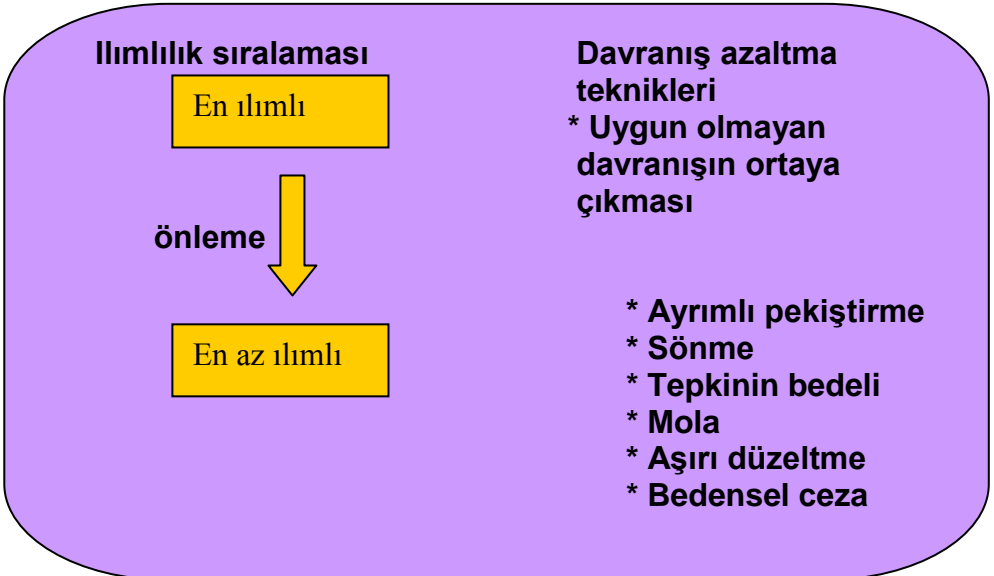 Ilımlılık sıralaması
En ılımlı
önleme
En az ılımlı
Davranış azaltma
teknikleri
* Uygun olmayan
davranışın ortaya
çıkması
* Ayrımlı pekiştirme
* Sönme
* Tepkinin bedeli
* Mola
* Aşırı düzeltme
* Bedensel ceza